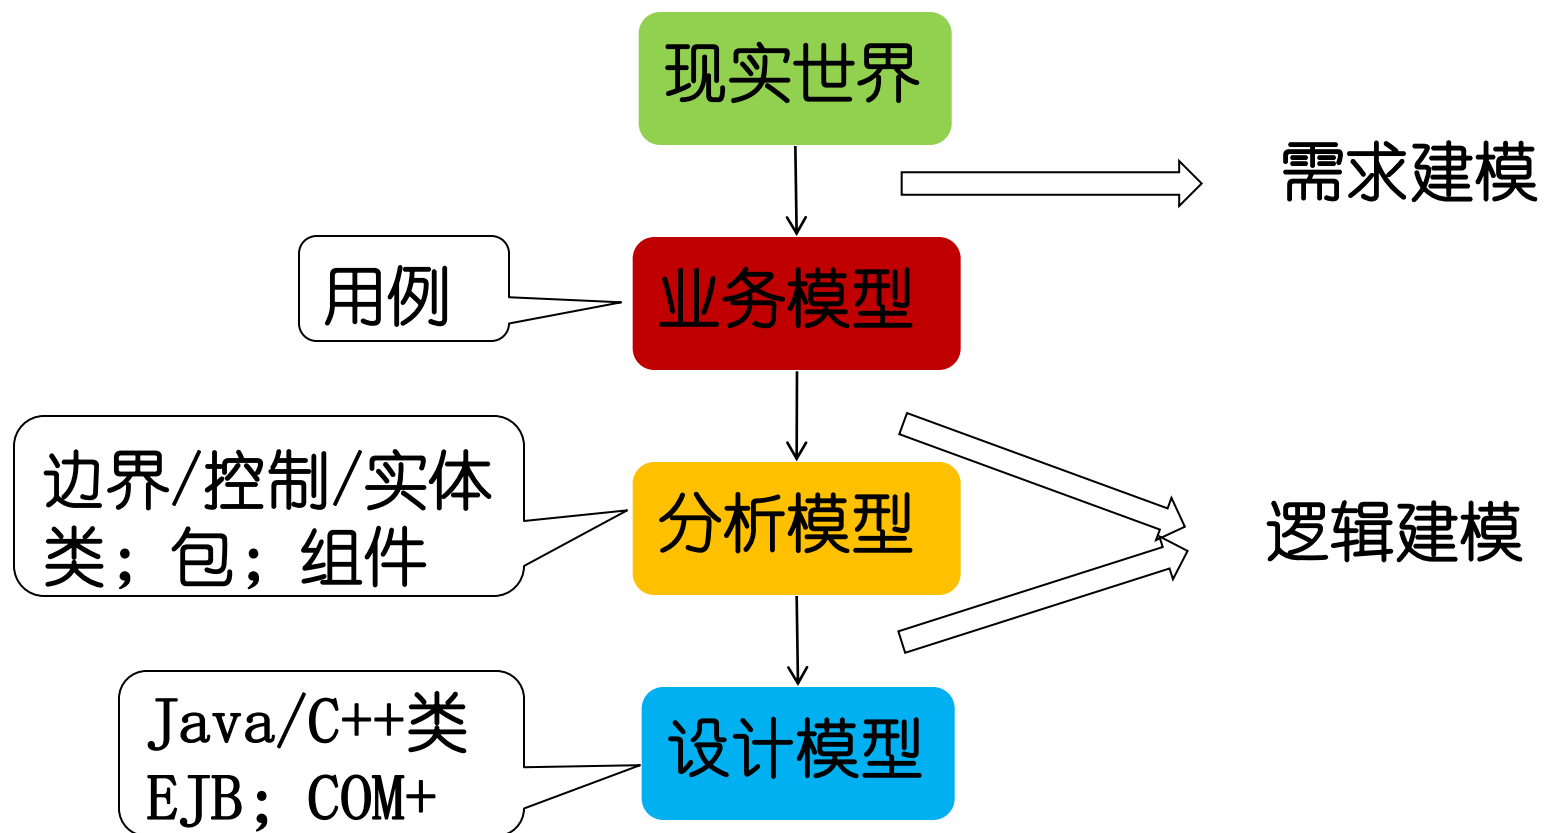 现实世界
需求建模
用例
业务模型
边界/控制/实体
类；包；组件
分析模型
逻辑建模
Java/C++类
EJB；COM+
设计模型